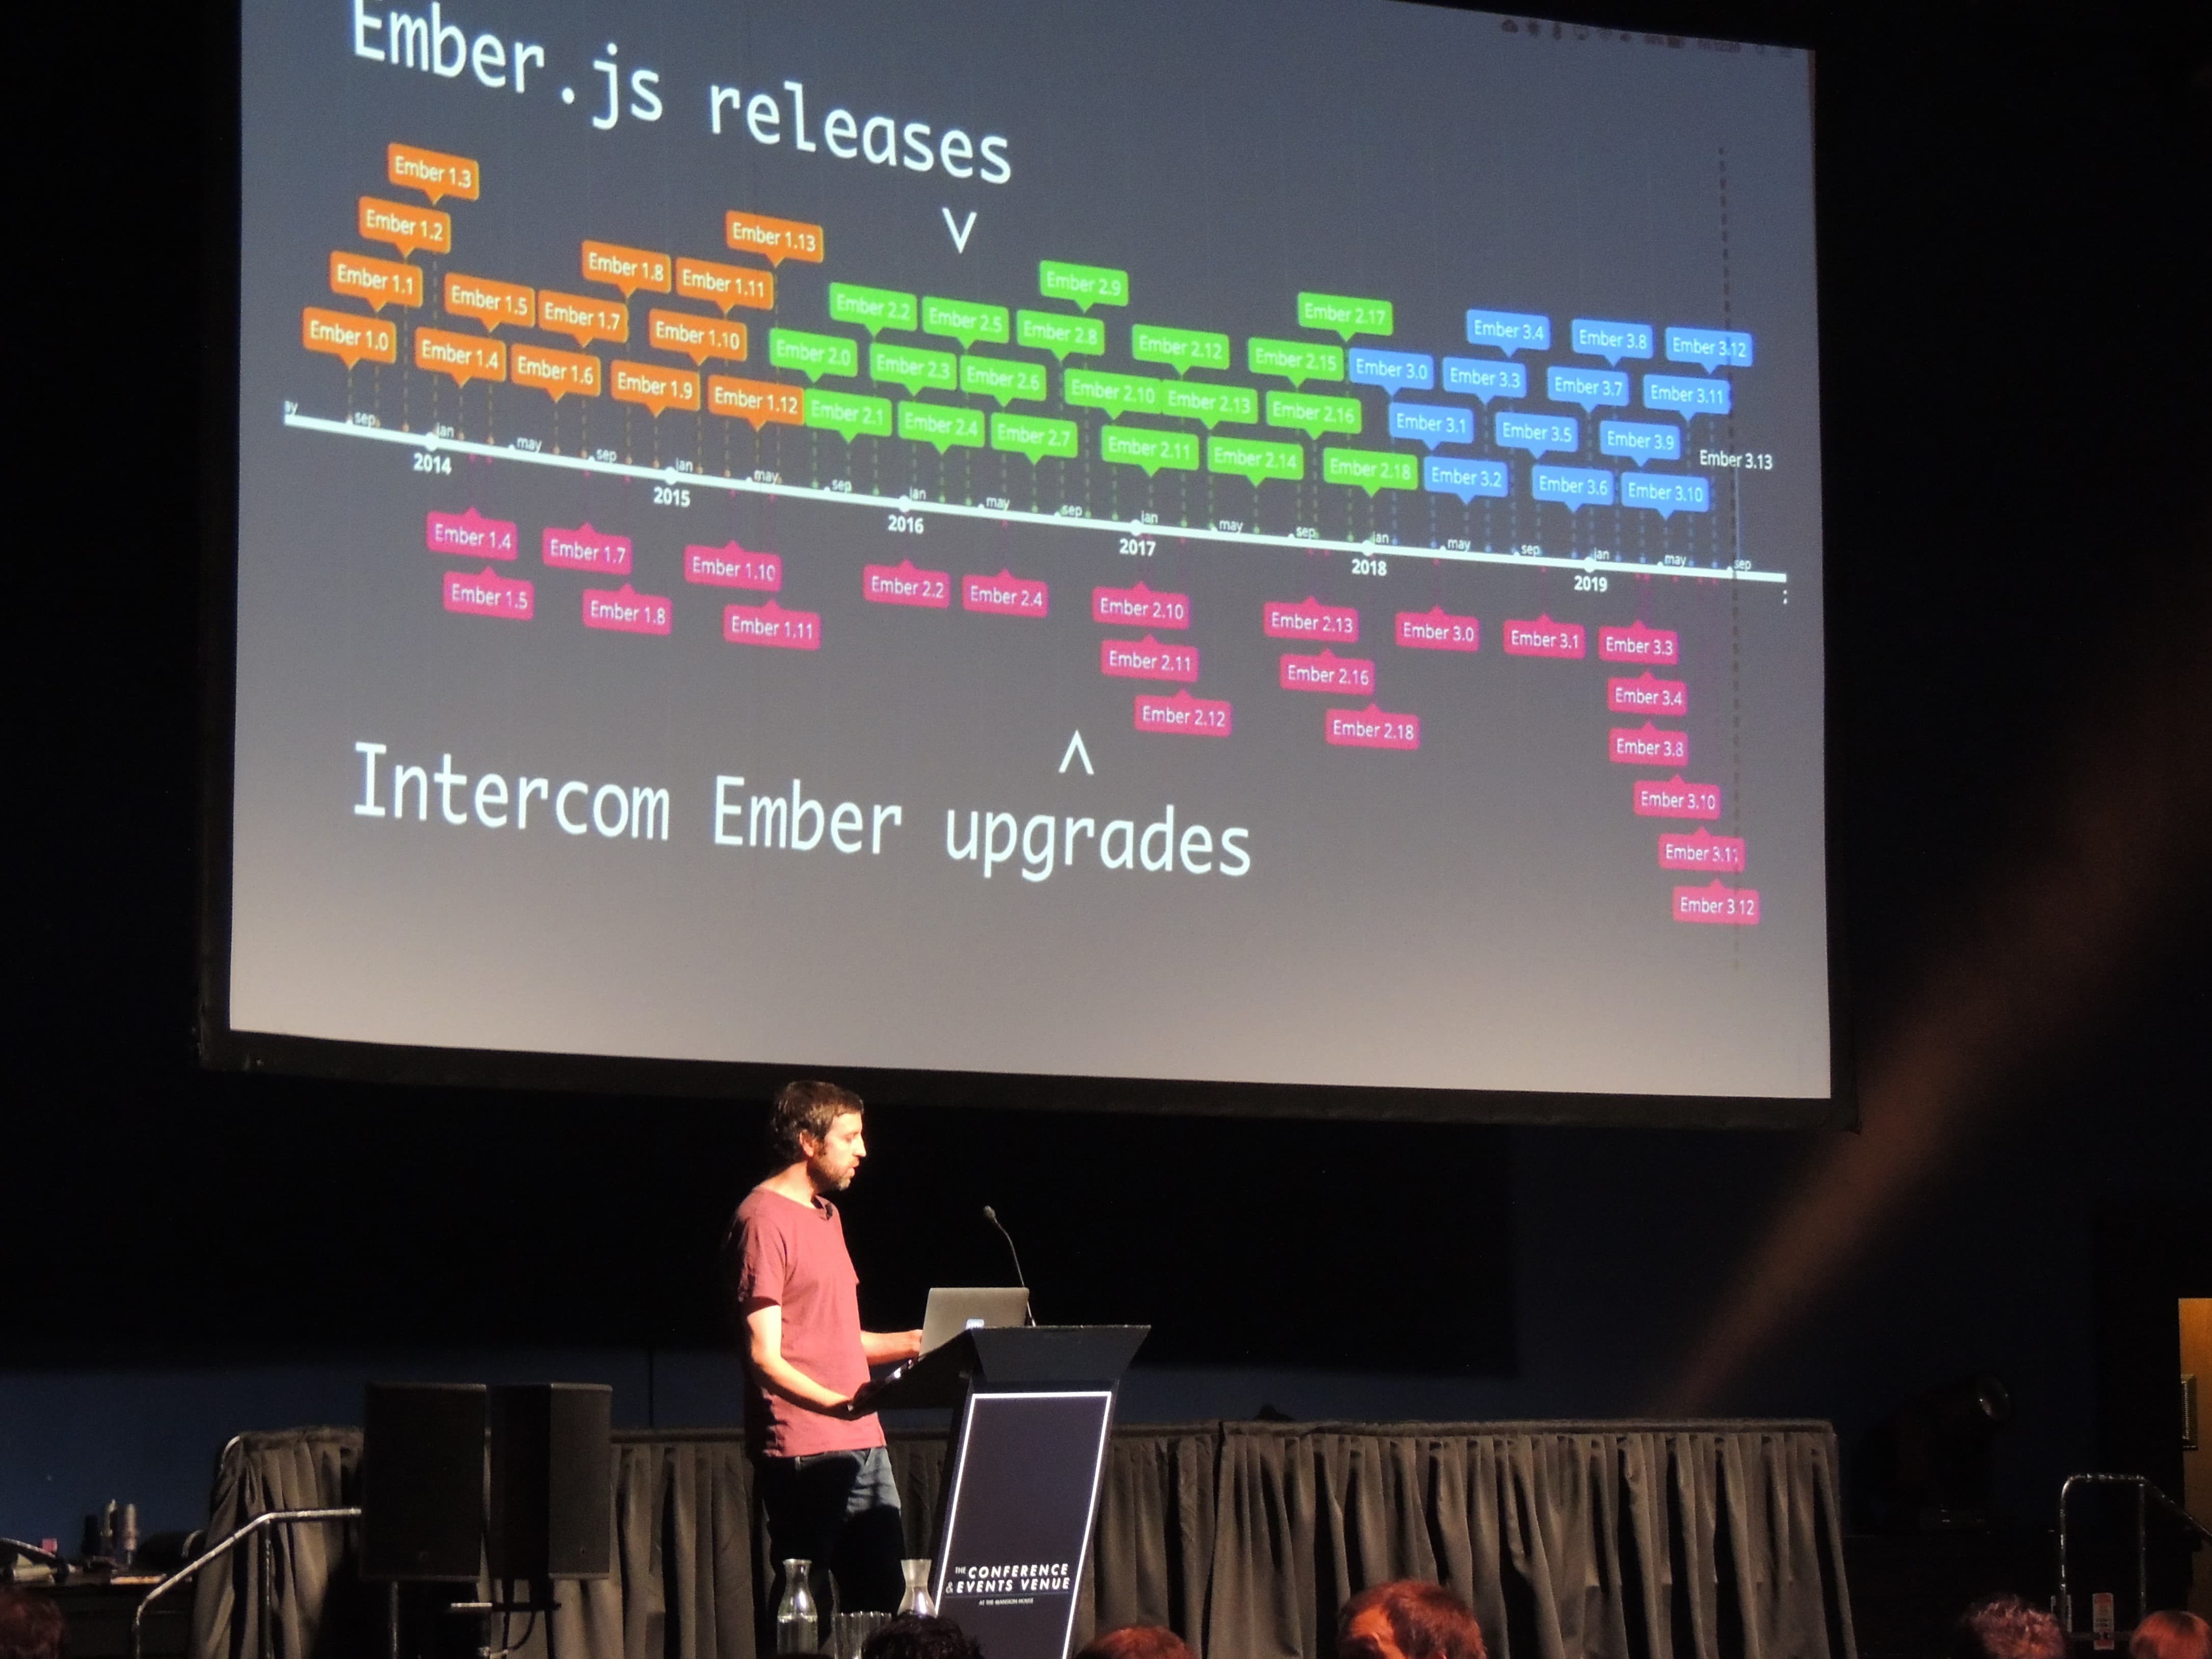 Ember.js releases
V
Ember 1.3
Ember 1.2
Ember 1.13
Ember 1.1
Ember 1.8
Ember 1.11
Ember 2.9
Ember 1.0
Ember 1.5
Ember 1.7
Ember 1.10
Ember 2.2
Ember 2.5
Ember 2.8
Ember 2.17
Ember 1.4
Ember 1.6
Ember 1.9
Ember 1.12
Ember 2.0
Ember 2.3
Ember 2.6
Ember 2.12
Ember 2.15
Ember 3.4
Ember 3.8
Ember 3.12
Ember 2.1
Ember 2.4
Ember 2.7
Ember 2.10
Ember 2.13
Ember 2.16
Ember 3.0
Ember 3.3
Ember 3.7
Ember 3.11
Ember 2.11
Ember 2.14
Ember 2.18
Ember 3.1
Ember 3.5
Ember 3.9
Ember 3.2
Ember 3.6
Ember 3.10
Ember 3.13
ay sep jan may sep jan may sep jan may sep jan may sep jan may sep jan may sep
2014 2015 2016 2017 2018 2019
Ember 1.4
Ember 1.7
Ember 1.10
Ember 2.2
Ember 2.4
Ember 2.10
Ember 2.13
Ember 3.0
Ember 3.1
Ember 3.3
Ember 1.5
Ember 1.8
Ember 1.11
Ember 2.11
Ember 2.16
Ember 3.4
Ember 2.12
Ember 2.18
Ember 3.8
Ember 3.10
Ember 3.11
Ember 3.12
Intercom Ember upgrades
THE CONFERENCE
& EVENTS VENUE
AT THE MANSION HOUSE